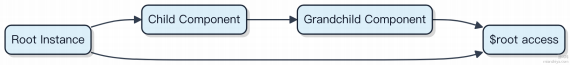 Root Instance
Child Component
Grandchild Component
$root access